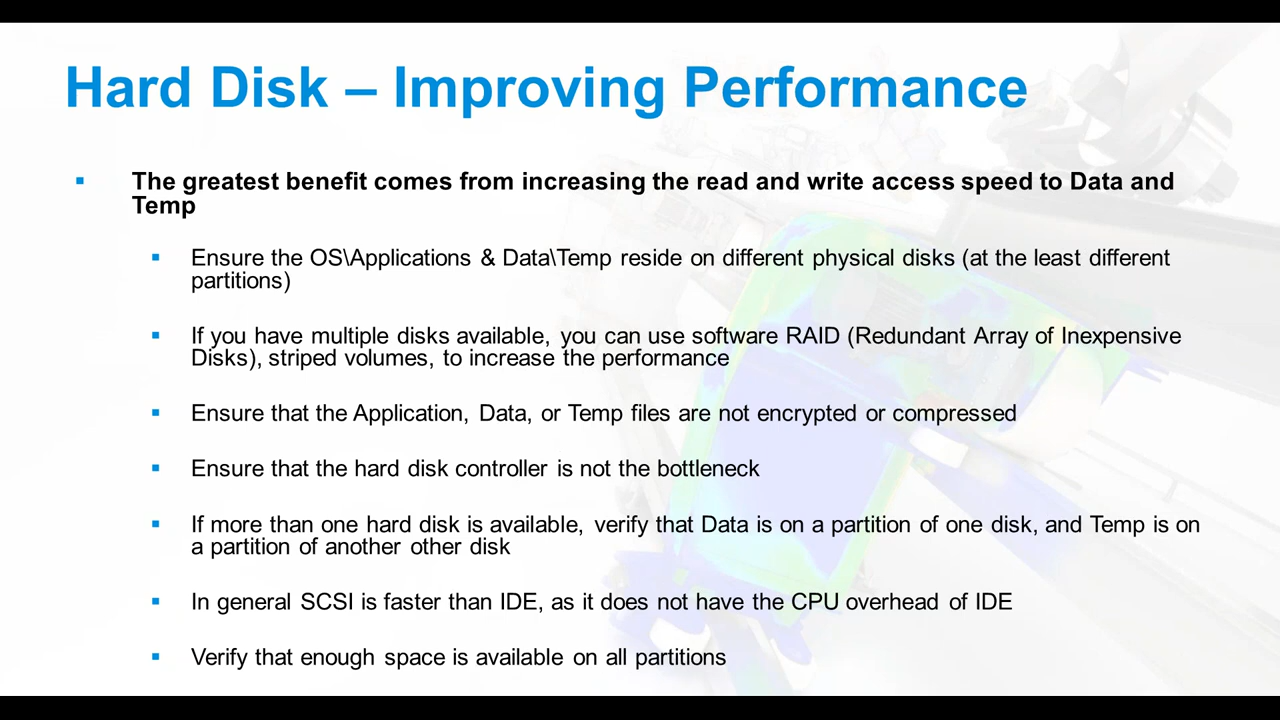 Hard Disk – Improving Performance
The greatest benefit comes from increasing the read and write access speed to Data and
Temp
Ensure the OS\Applications & Data\Temp reside on different physical disks (at the least different
partitions)
If you have multiple disks available, you can use software RAID (Redundant Array of Inexpensive
Disks), striped volumes, to increase the performance
Ensure that the Application, Data, or Temp files are not encrypted or compressed
Ensure that the hard disk controller is not the bottleneck
If more than one hard disk is available, verify that Data is on a partition of one disk, and Temp is on
a partition of another other disk
In general SCSI is faster than IDE, as it does not have the CPU overhead of IDE
Verify that enough space is available on all partitions